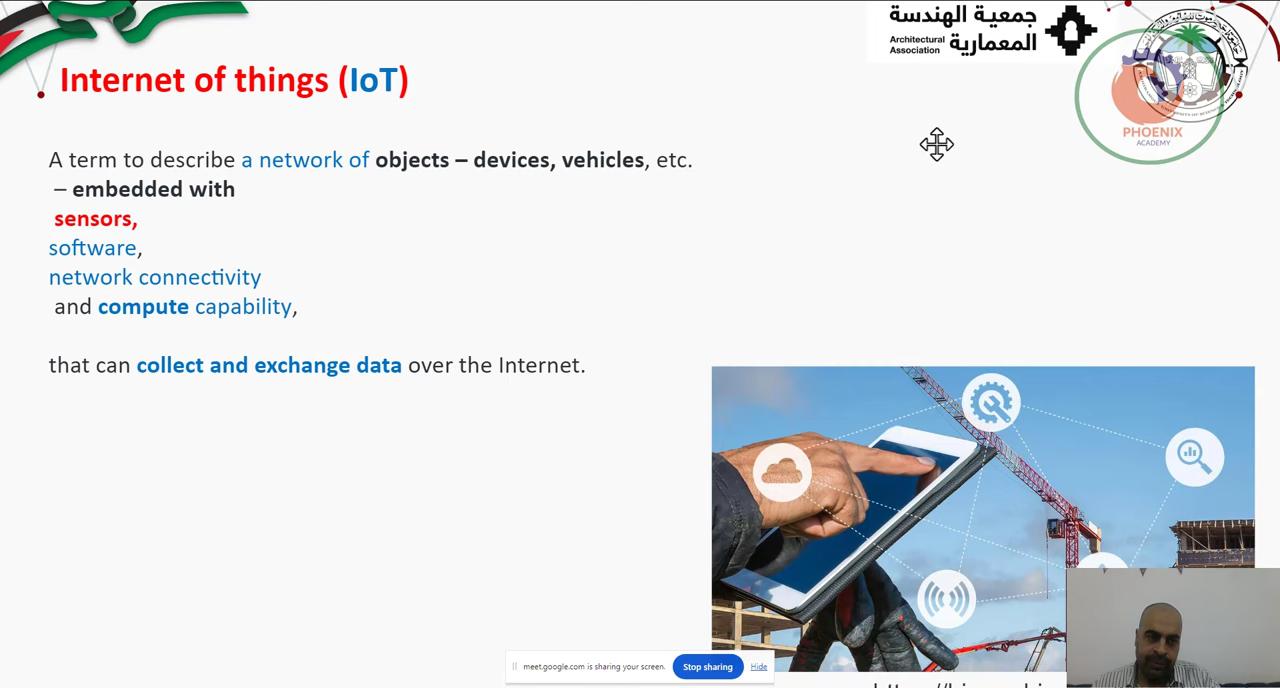 جمعية الهندسة
المعمارية
Architectural
Association
Internet of things (IoT)
PHOENIX
ACADEMY
A term to describe a network of objects – devices, vehicles, etc.
– embedded with
sensors,
software,
network connectivity
and compute capability,
that can collect and exchange data over the Internet.
meet.google.com is sharing your screen.
Stop sharing
Hide